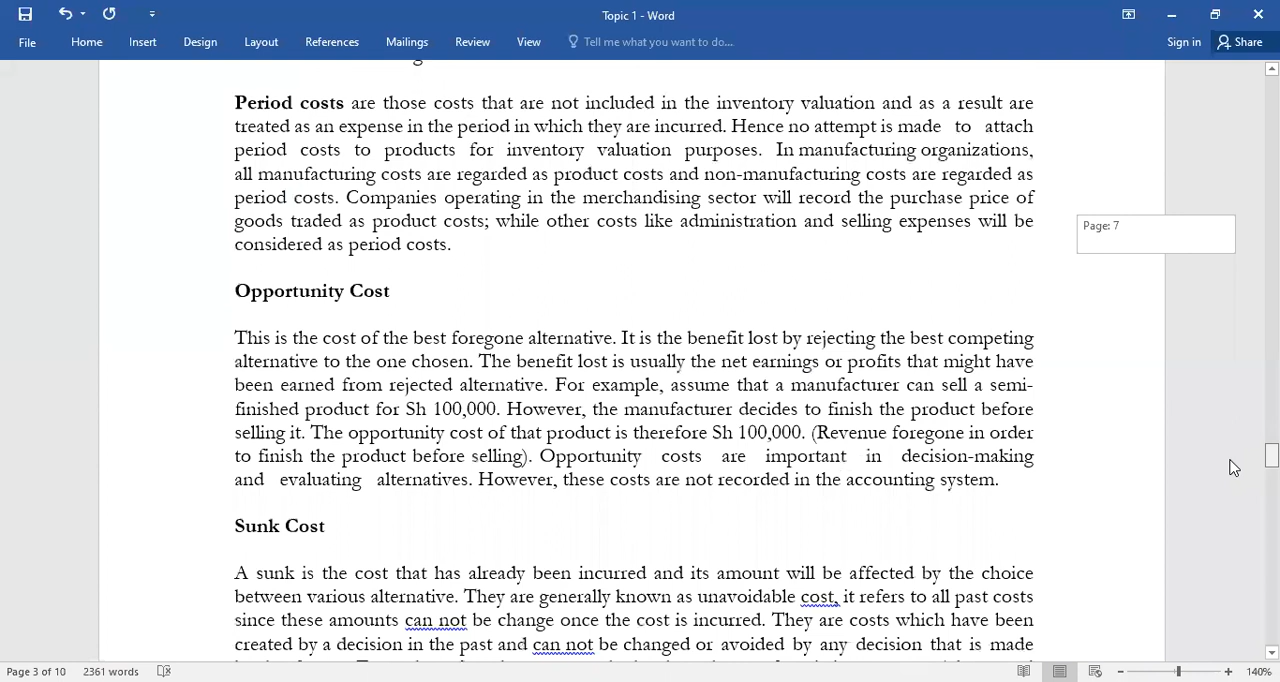 Topic 1 - Word
File Home Insert Design Layout References Mailings Review View Tell me what you want to do... Sign in Share
Period costs are those costs that are not included in the inventory valuation and as a result are
treated as an expense in the period in which they are incurred. Hence no attempt is made to attach
period costs to products for inventory valuation purposes. In manufacturing organizations,
all manufacturing costs are regarded as product costs and non-manufacturing costs are regarded as
period costs. Companies operating in the merchandising sector will record the purchase price of
goods traded as product costs; while other costs like administration and selling expenses will be
considered as period costs.
Page: 7
Opportunity Cost
This is the cost of the best foregone alternative. It is the benefit lost by rejecting the best competing
alternative to the one chosen. The benefit lost is usually the net earnings or profits that might have
been earned from rejected alternative. For example, assume that a manufacturer can sell a semi-
finished product for Sh 100,000. However, the manufacturer decides to finish the product before
selling it. The opportunity cost of that product is therefore Sh 100,000. (Revenue foregone in order
to finish the product before selling). Opportunity costs are important in decision-making
and evaluating alternatives. However, these costs are not recorded in the accounting system.
Sunk Cost
A sunk is the cost that has already been incurred and its amount will be affected by the choice
between various alternative. They are generally known as unavoidable cost, it refers to all past costs
since these amounts can not be change once the cost is incurred. They are costs which have been
created by a decision in the past and can not be changed or avoided by any decision that is made
Page 3 of 10 2361 words 140%